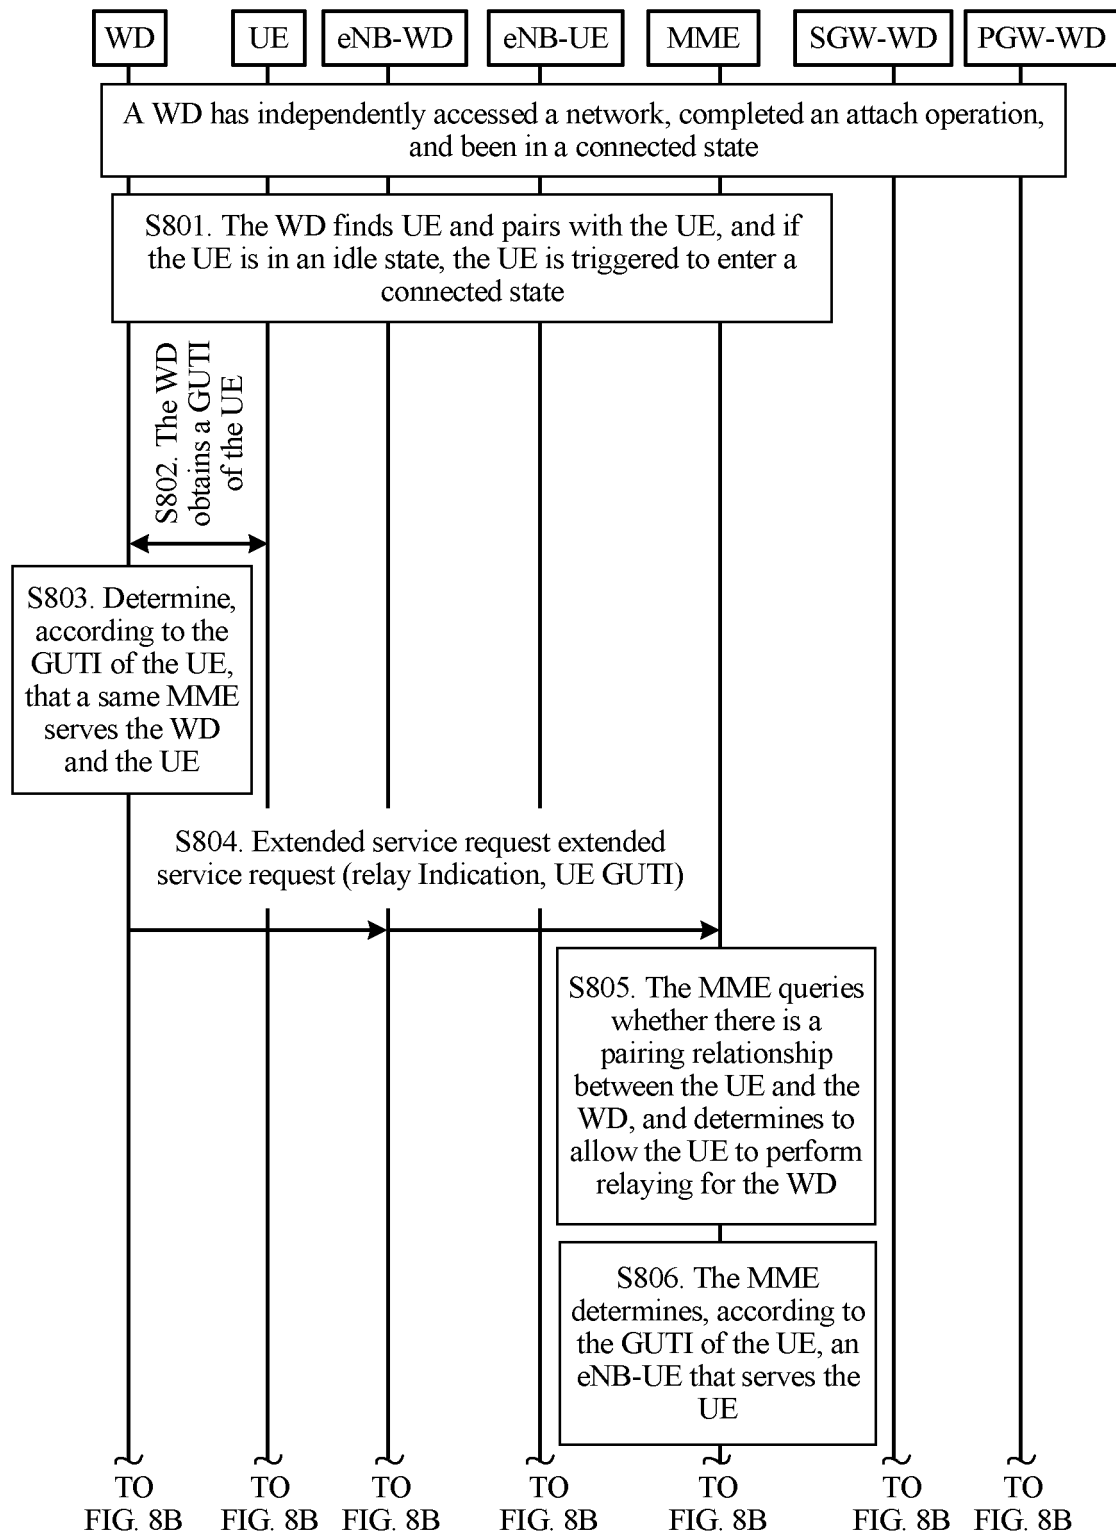 WD
UE
eNB-WD
eNB-UE
MME
SGW-WD
PGW-WD
A WD has independently accessed a network, completed an attach operation,
and been in a connected state
S801. The WD finds UE and pairs with the UE, and if
the UE is in an idle state, the UE is triggered to enter a
connected state
S802. The WD
obtains a GUTI
of the UE
S803. Determine,
according to the
GUTI of the UE,
that a same MME
serves the WD
and the UE
S804. Extended service request extended
service request (relay Indication, UE GUTI)
S805. The MME queries
whether there is a
pairing relationship
between the UE and the
WD, and determines to
allow the UE to perform
relaying for the WD
S806. The MME
determines, according to
the GUTI of the UE, an
eNB-UE that serves the
UE
TO
FIG. 8B
TO
FIG. 8B
TO
FIG. 8B
TO
FIG. 8B
TO
FIG. 8B
TO
FIG. 8B
TO
FIG. 8B